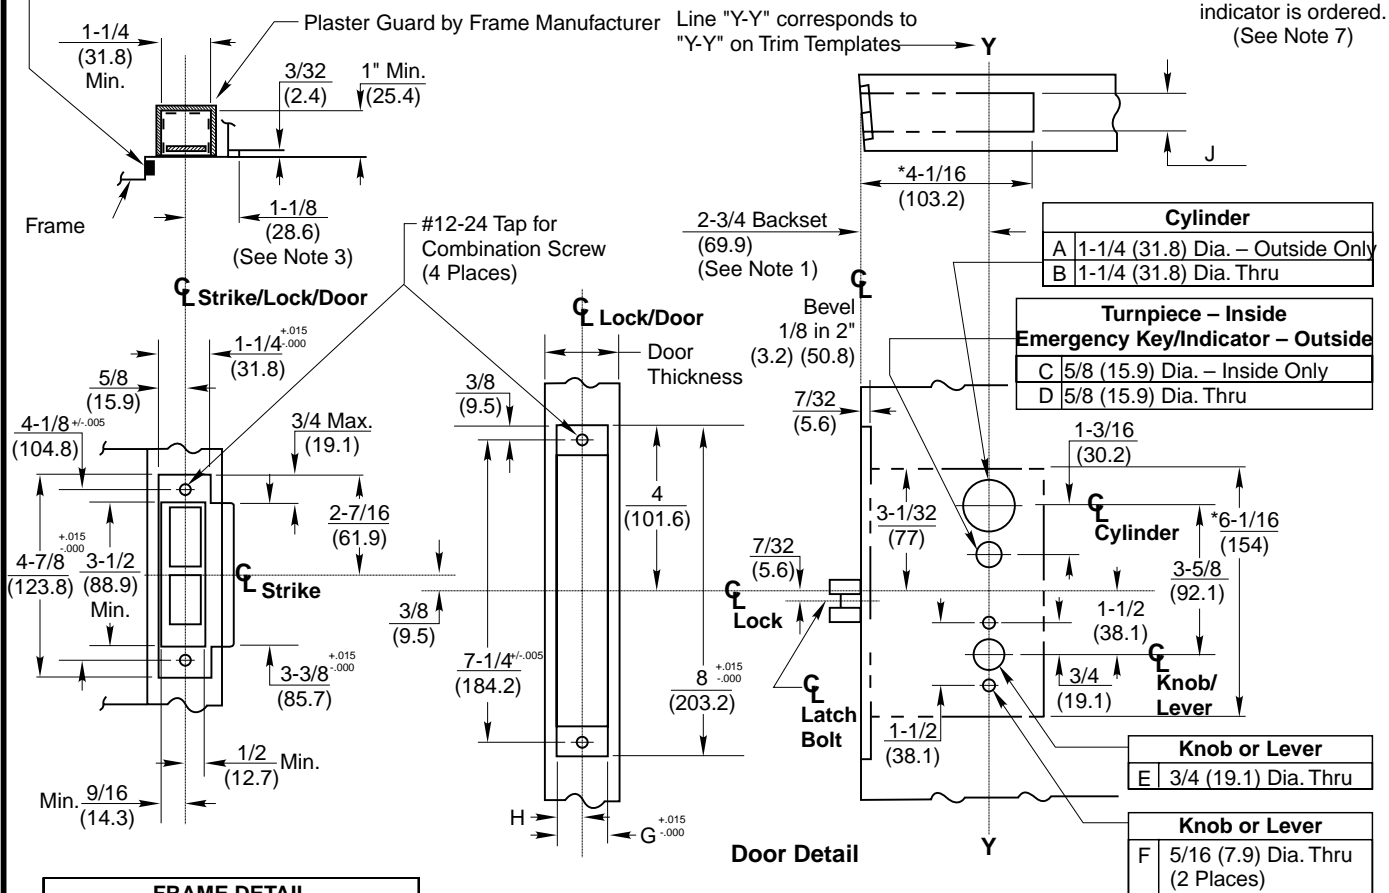 indicator is ordered.
(See Note 7)
Plaster Guard by Frame Manufacturer
Line "Y-Y" corresponds to
"Y-Y" on Trim Templates
Y
1-1/4
(31.8)
Min.
3/32
(2.4)
1" Min.
(25.4)
J
*4-1/16
(103.2)
Frame
1-1/8
(28.6)
(See Note 3)
#12-24 Tap for
Combination Screw
(4 Places)
2-3/4 Backset
(69.9)
(See Note 1)
Cylinder
A 1-1/4 (31.8) Dia. – Outside Only
B 1-1/4 (31.8) Dia. Thru
CL Strike/Lock/Door
CL Lock/Door
CL
Bevel
1/8 in 2"
(3.2) (50.8)
Turnpiece – Inside
Emergency Key/Indicator – Outside
C 5/8 (15.9) Dia. – Inside Only
D 5/8 (15.9) Dia. Thru
1-1/4 +.015 -.000
(31.8)
5/8
(15.9)
Door
Thickness
3/8
(9.5)
7/32
(5.6)
4-1/8 +/-.005
(104.8)
3/4 Max.
(19.1)
1-3/16
(30.2)
2-7/16
(61.9)
4
(101.6)
3-1/32
(77)
CL
Cylinder
*6-1/16
(154)
4-7/8 +.015 -.000
(123.8)
3-1/2
(88.9)
Min.
CL Strike
3/8
(9.5)
7/32
(5.6)
CL
Lock
3-5/8
(92.1)
1-1/2
(38.1)
3-3/8 +.015 -.000
(85.7)
7-1/4 +/-.005
(184.2)
8 +.015 -.000
(203.2)
CL
Latch
Bolt
3/4
(19.1)
CL
Knob/
Lever
1-1/2
(38.1)
1/2 Min.
(12.7)
Min. 9/16
(14.3)
Knob or Lever
E 3/4 (19.1) Dia. Thru
H
G +.015 -.000
Door Detail
Y
Knob or Lever
F 5/16 (7.9) Dia. Thru
(2 Places)
FRAME DETAIL